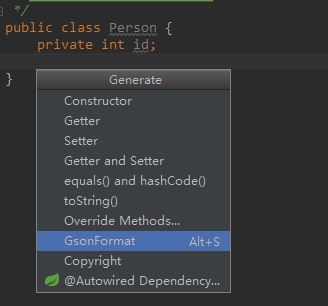 */
public class Person {
private int id;
}
Generate
Constructor
Getter
Setter
Getter and Setter
equals() and hashCode()
toString()
Override Methods...
GsonFormat Alt+S
Copyright
@Autowired Dependency...